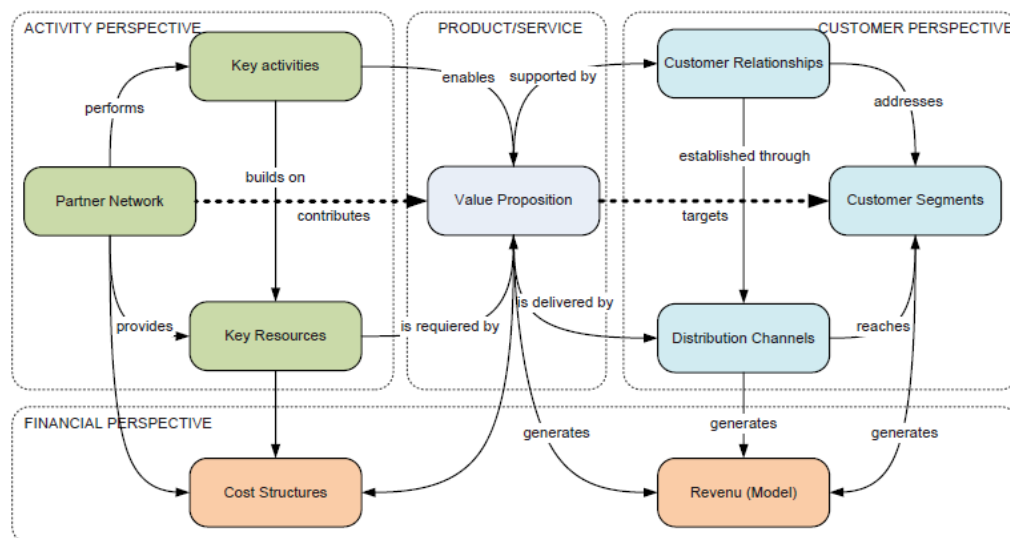 ACTIVITY PERSPECTIVE
PRODUCT/SERVICE
CUSTOMER PERSPECTIVE
Key activities
enables
supported by
Customer Relationships
performs
addresses
builds on
established through
Partner Network
contributes
Value Proposition
targets
Customer Segments
provides
Key Resources
is requiered by
is delivered by
Distribution Channels
reaches
FINANCIAL PERSPECTIVE
generates
generates
generates
Cost Structures
Revenu (Model)